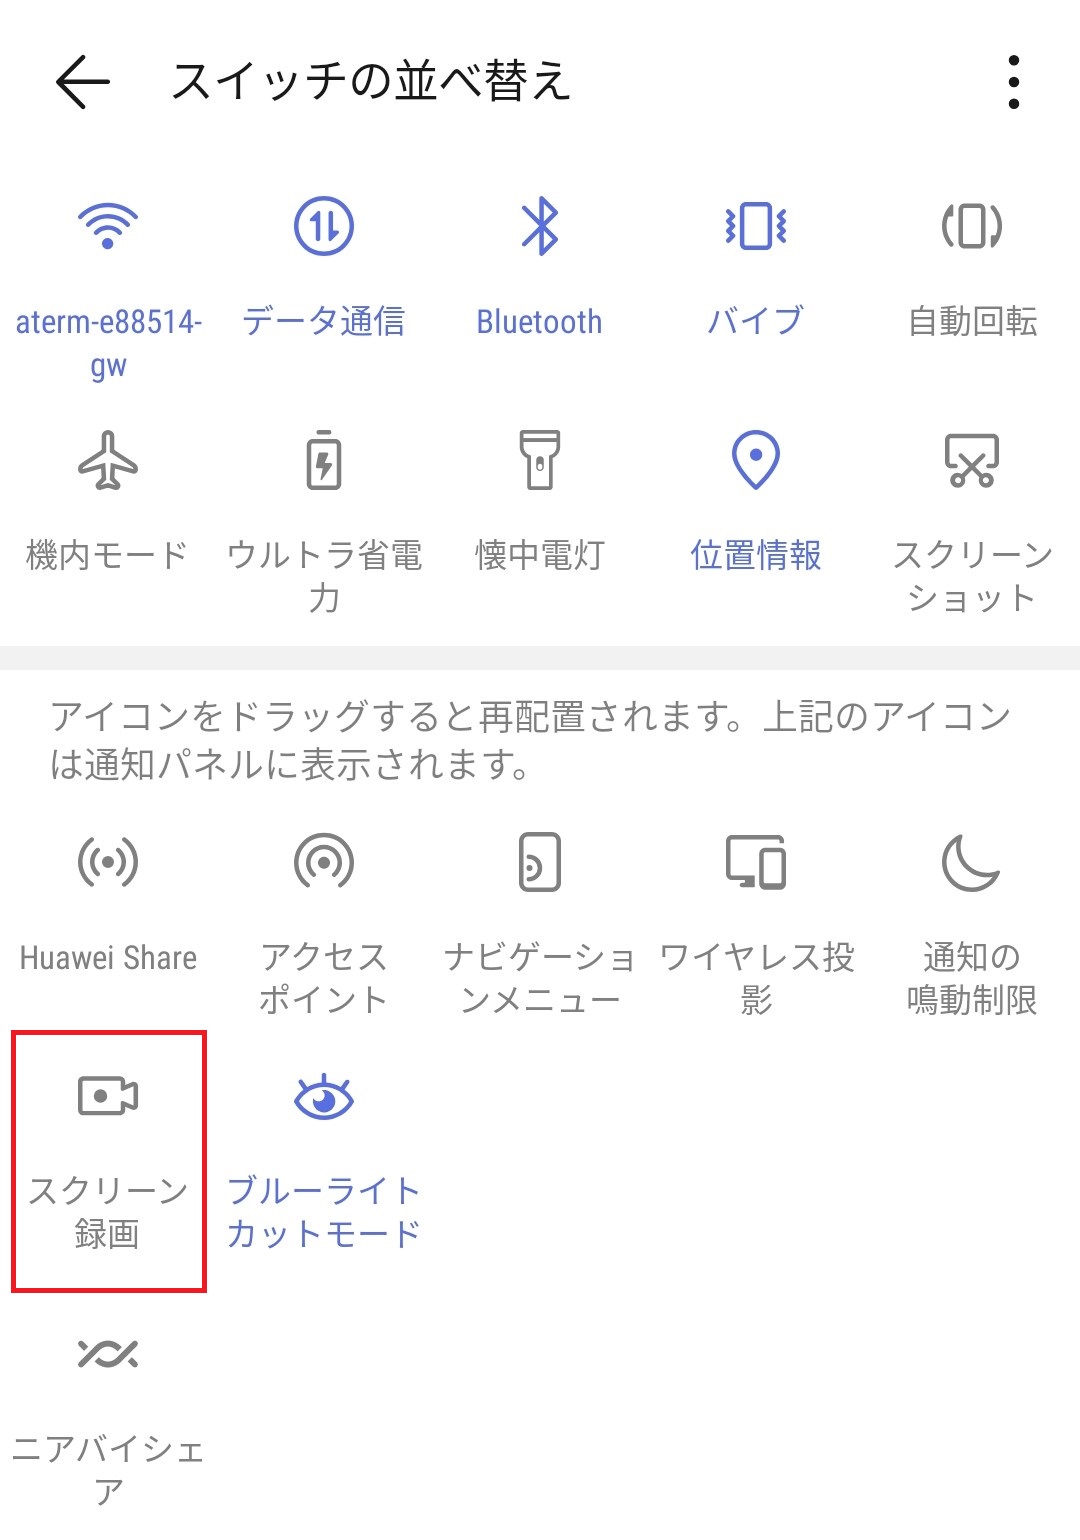 スイッチの並べ替え
aterm-e88514-
gw
データ通信
Bluetooth
バイブ
自動回転
機内モード
ウルトラ省電
力
懐中電灯
位置情報
スクリーン
ショット
アイコンをドラッグすると再配置されます。上記のアイコン
は通知パネルに表示されます。
Huawei Share
アクセス
ポイント
ナビゲーショ
ンメニュー
ワイヤレス投
影
通知の
鳴動制限
スクリーン
録画
ブルーライト
カットモード
ニアバイシェ
ア